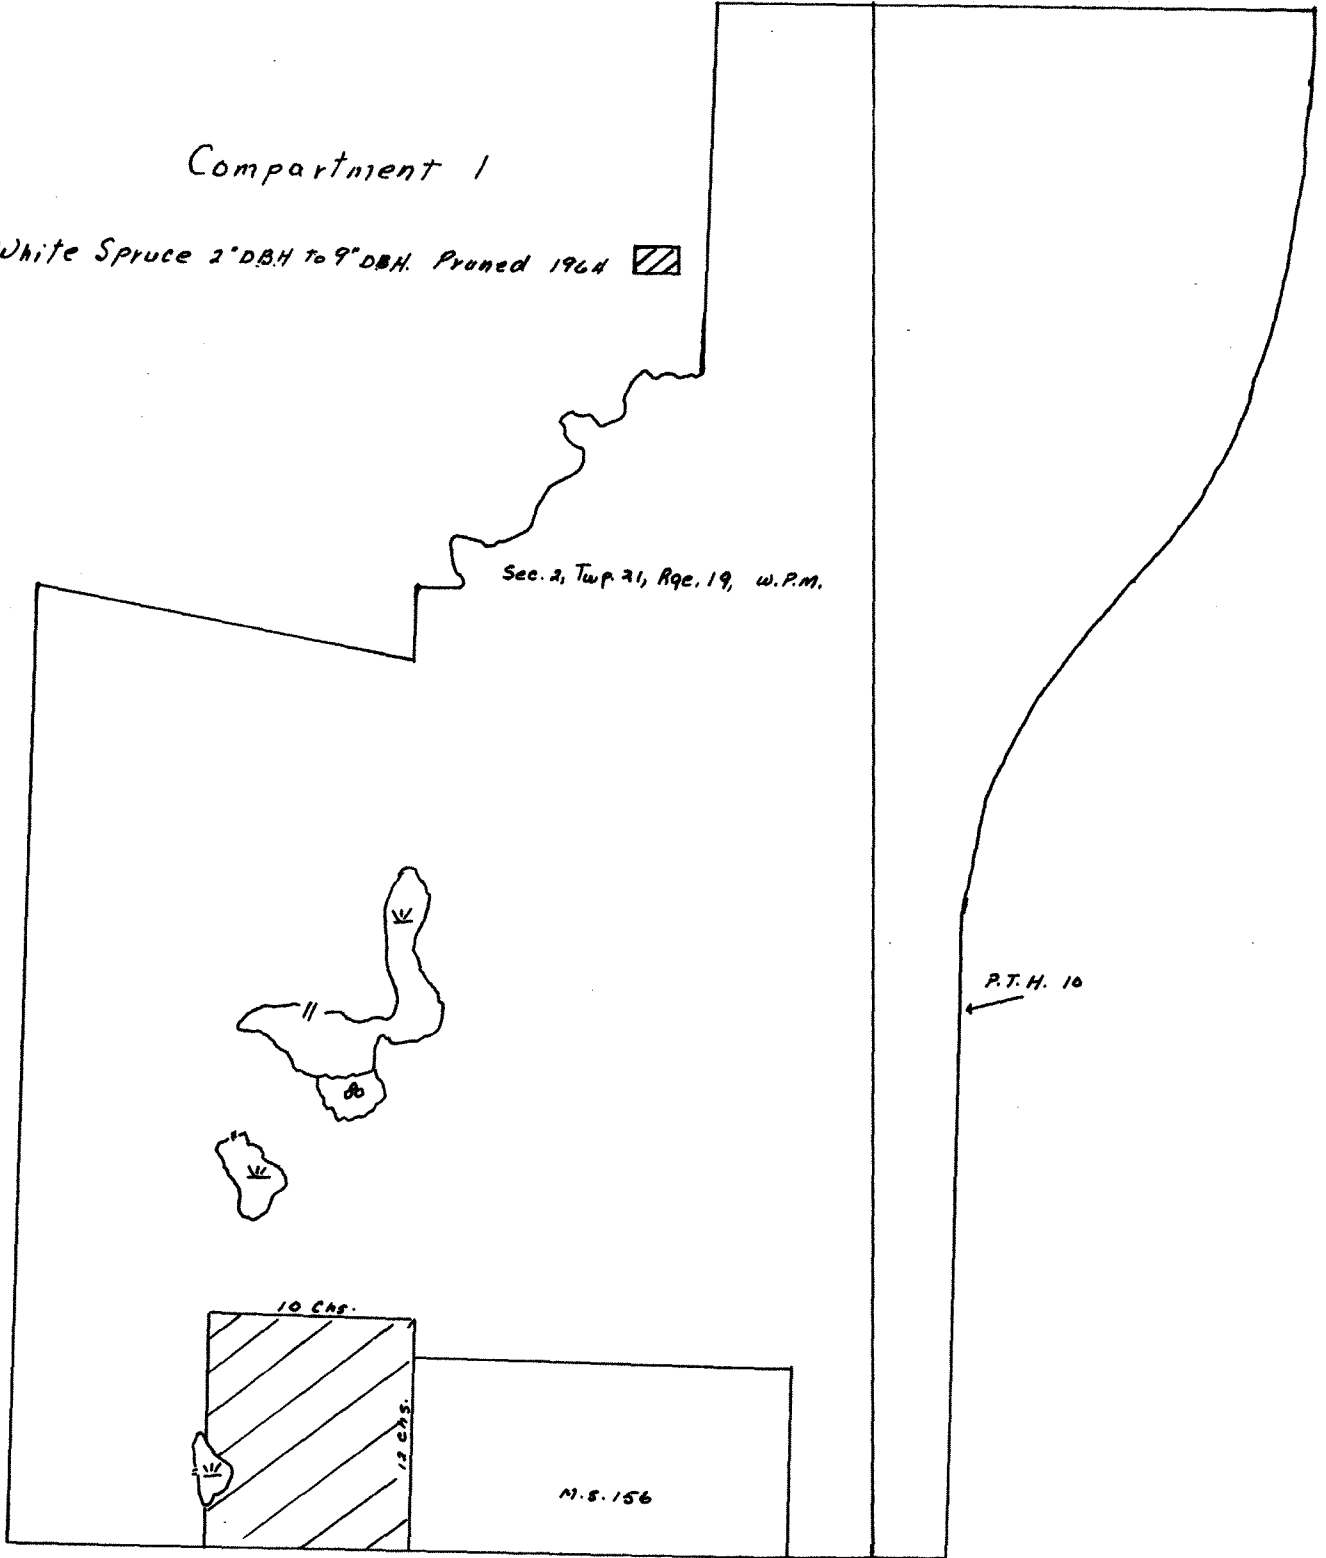 Compartment 1
White Spruce 2" D.B.H To 9" DBH. Pruned 1964
Sec. 2, Twp. 21, Rge. 19, W.P.M.
P.T.H. 10
10 Chs.
12 Chs.
M.S. 156